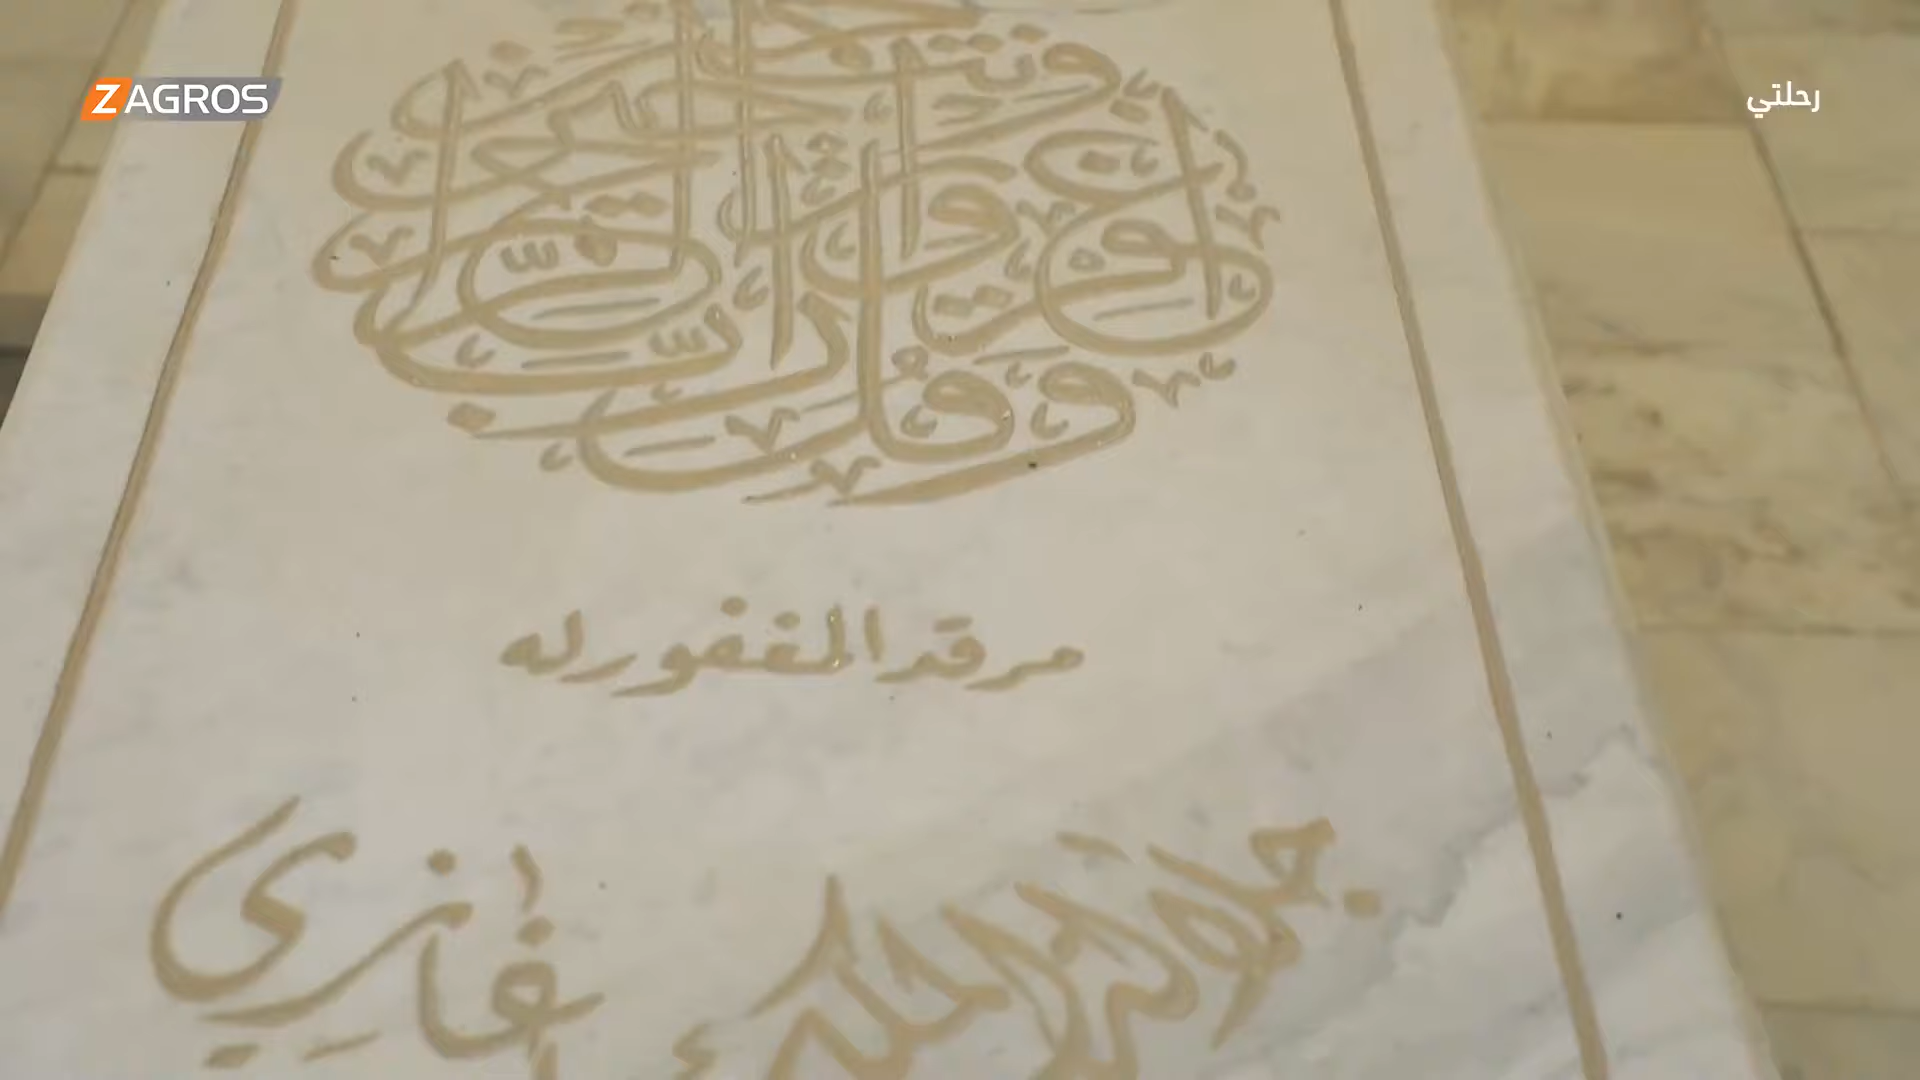 ZAGROS
رحلتي
وقل رب اغفر وارحم وأنت خير الراحمين
مرقد المغفور له
جلالة الملك غازي